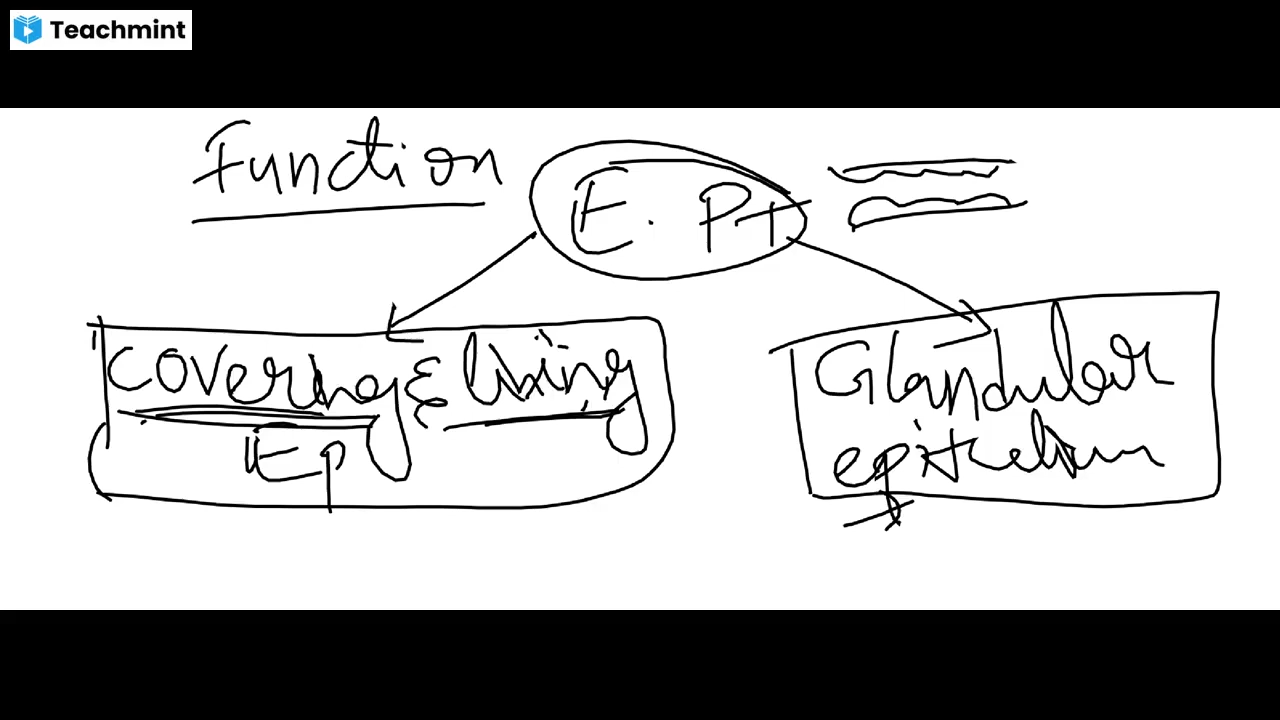 Teachmint
Function
E. PT
Covering & lining
Ep
Glandular
epithelium